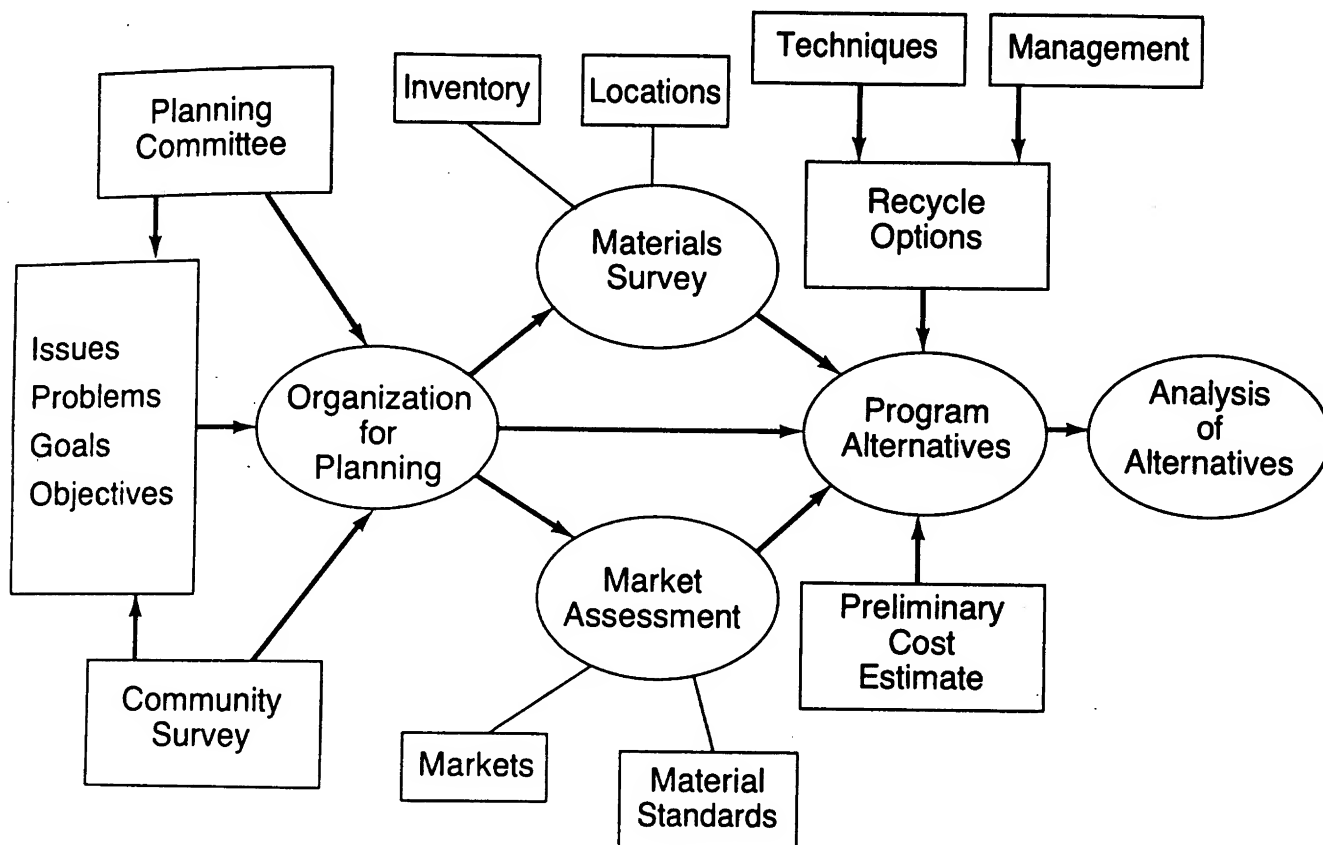 Techniques
Management
Inventory
Locations
Planning
Committee
Recycle
Options
Materials
Survey
Issues
Problems
Goals
Objectives
Organization
for
Planning
Program
Alternatives
Analysis
of
Alternatives
Market
Assessment
Preliminary
Cost
Estimate
Community
Survey
Markets
Material
Standards